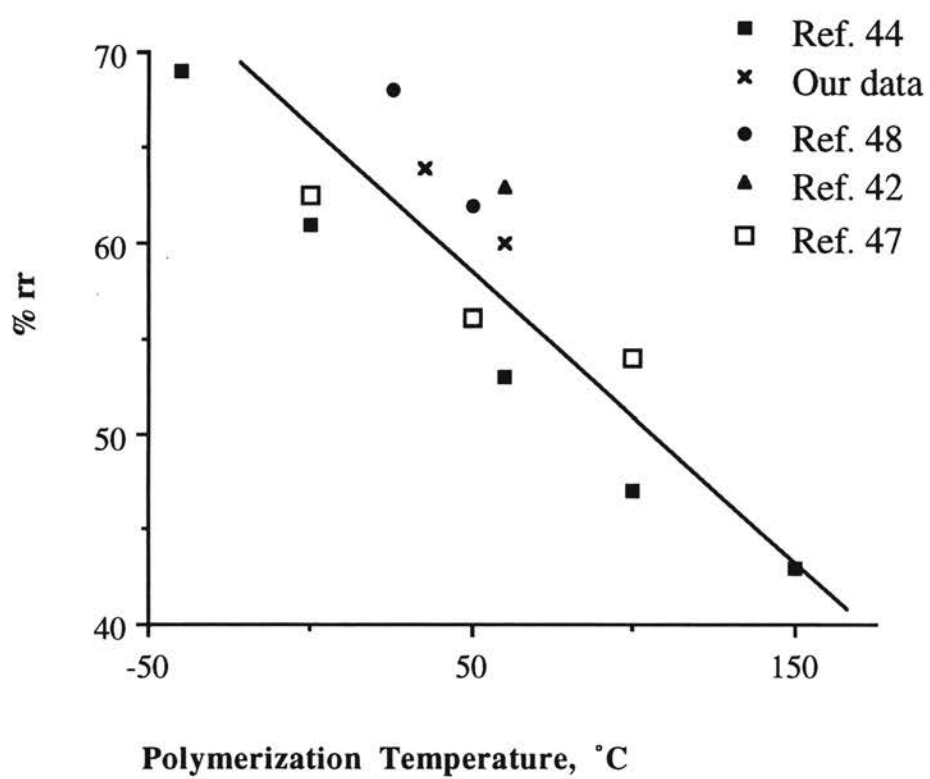 Ref. 44
Our data
Ref. 48
Ref. 42
Ref. 47
70
60
50
40
% rr
-50
50
150
Polymerization Temperature, °C